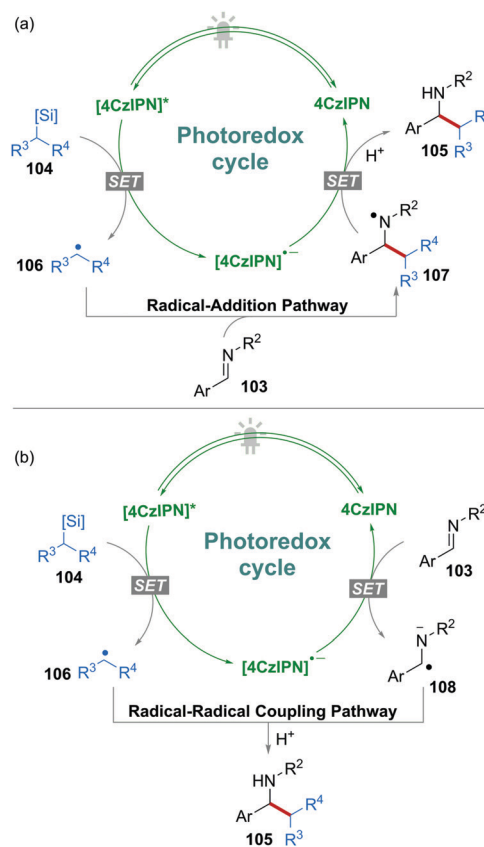 (a)
[4CzIPN]*
4CzIPN
[Si]
R3 R4
104
Photoredox
cycle
SET
SET
H+
HN R2
Ar R4
R3
105
106 R3 R4
[4CzIPN]•–
•N R2
Ar R4
R3
107
Radical-Addition Pathway
N R2
Ar
103
(b)
[4CzIPN]*
4CzIPN
[Si]
R3 R4
104
Photoredox
cycle
N R2
Ar
103
SET
SET
106 R3 R4
[4CzIPN]•–
–N R2
Ar
108
Radical-Radical Coupling Pathway
H+
HN R2
Ar R4
R3
105